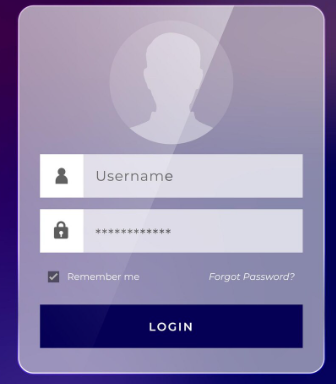 Username
************
Remember me Forgot Password?
LOGIN